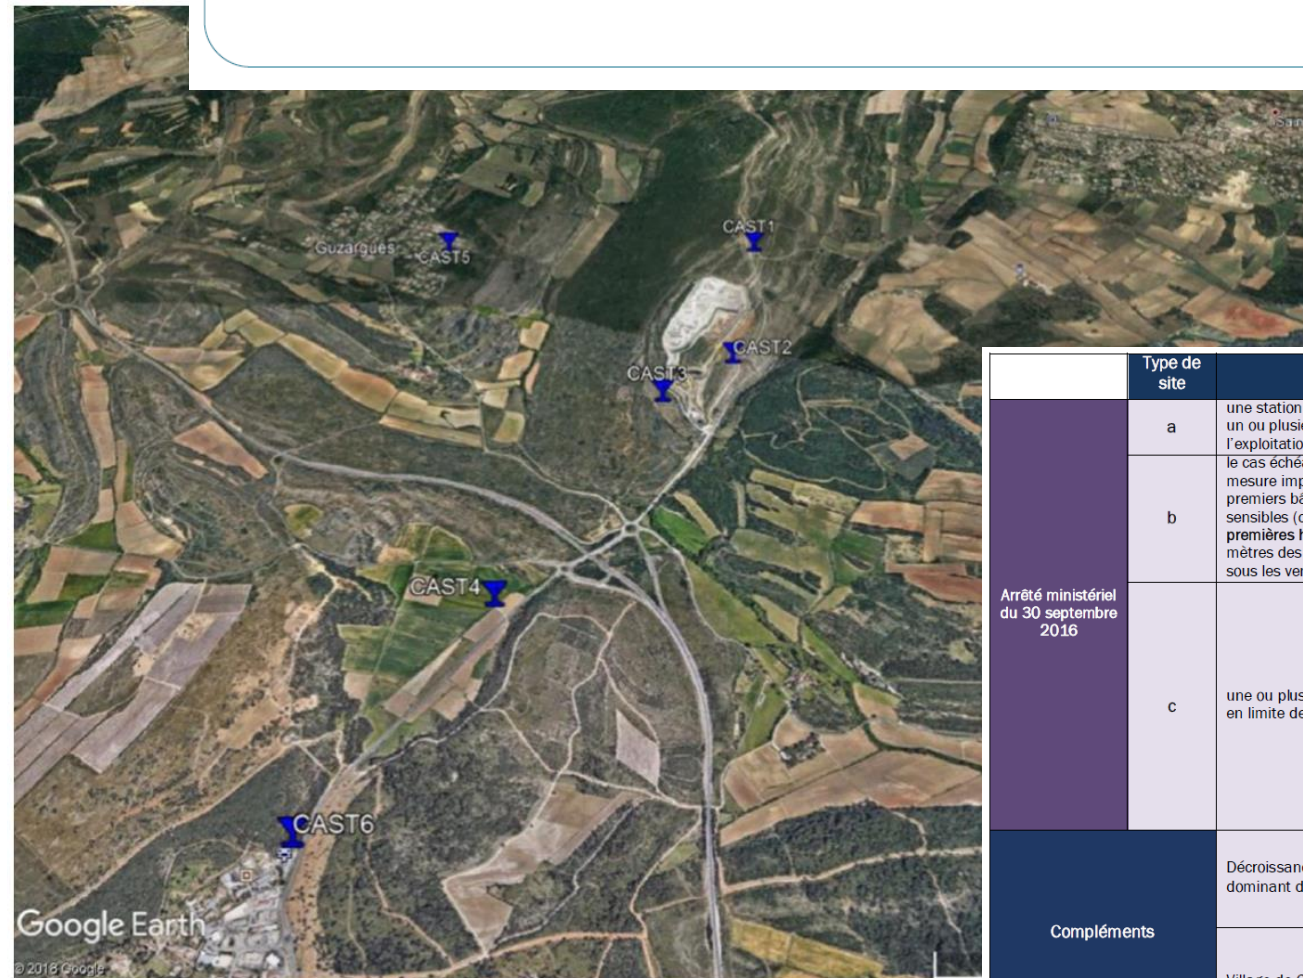 CAST1
Guzargues
CAST5
CAST2
CAST3
CAST4
CAST6
Google Earth
© 2018 Google
Type de
site
Arrêté ministériel
du 30 septembre
2016
a
une station
un ou plusie
l'exploitatio
b
le cas éché
mesure imp
premiers bâ
sensibles (
premières h
mètres des
sous les ve
c
une ou plus
en limite de
Compléments
Décroissan
dominant d